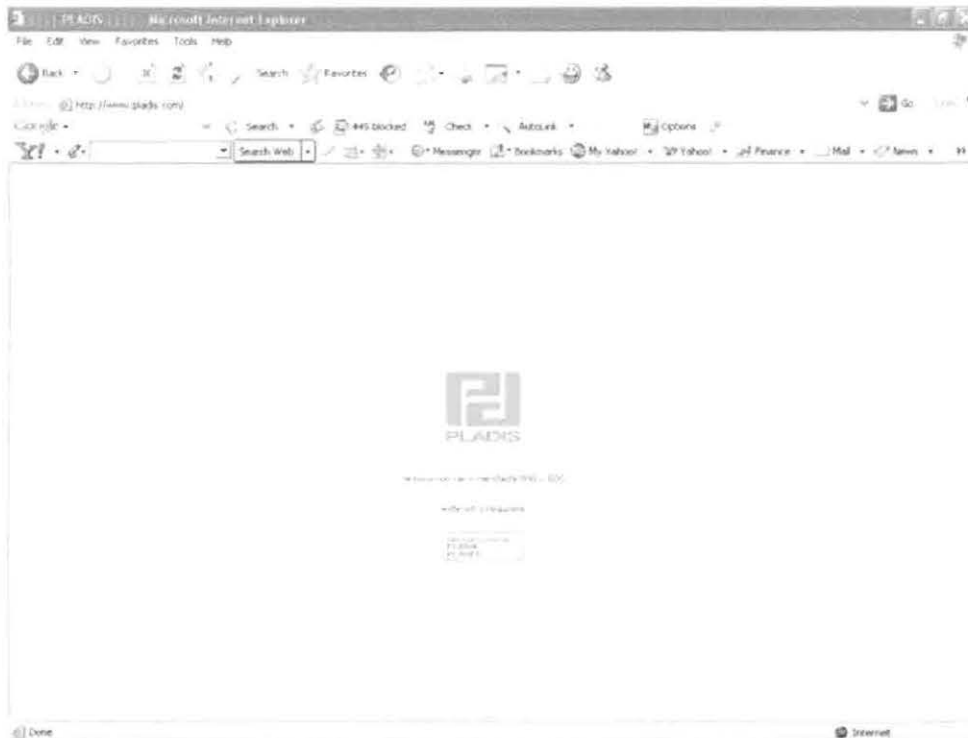 PLADIS Microsoft Internet Explorer
File Edit View Favorites Tools Help
Back Search Favorites
http://www.pladis.com/ Go
Google Search 445 blocked Check AutoLink Options
Y! Search Web Messenger Bookmarks My Yahoo! Yahoo! Finance Mail News »
PLADIS
Done Internet